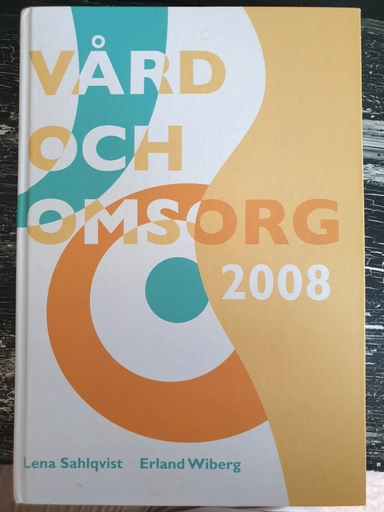 VÅRD
OCH
OMSORG
2008
Lena Sahlqvist Erland Wiberg